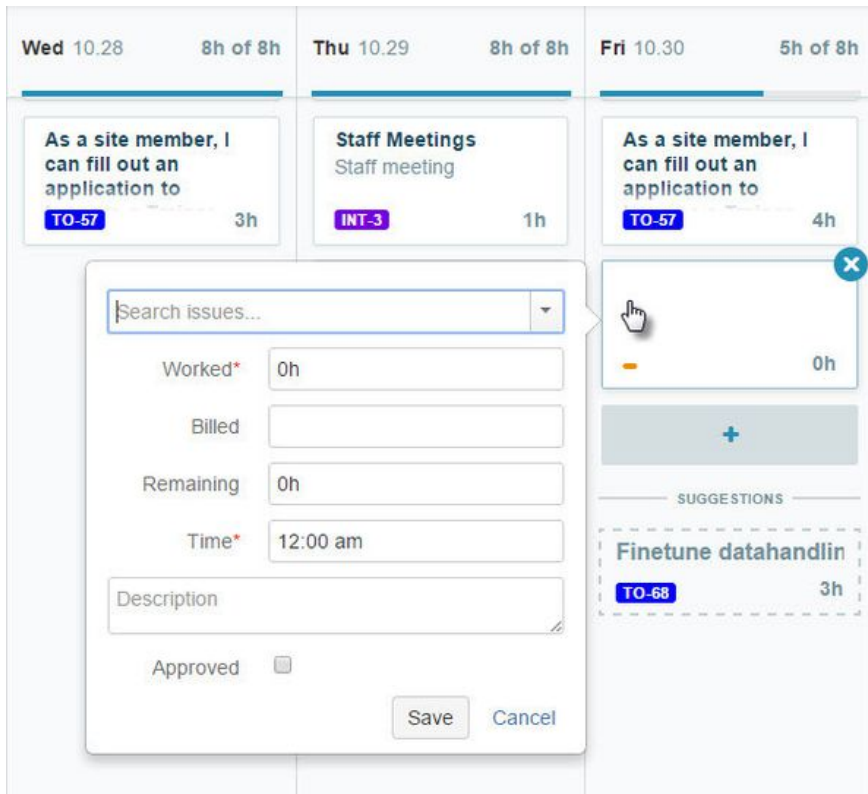 Wed 10.28 8h of 8h
Thu 10.29 8h of 8h
Fri 10.30 5h of 8h
As a site member, I
can fill out an
application to
TO-57 3h
Staff Meetings
Staff meeting
INT-3 1h
As a site member, I
can fill out an
application to
TO-57 4h
Search issues...
Worked* 0h
Billed
Remaining 0h
Time* 12:00 am
Description
Approved
Save Cancel
0h
+
SUGGESTIONS
Finetune datahandlin
TO-68 3h